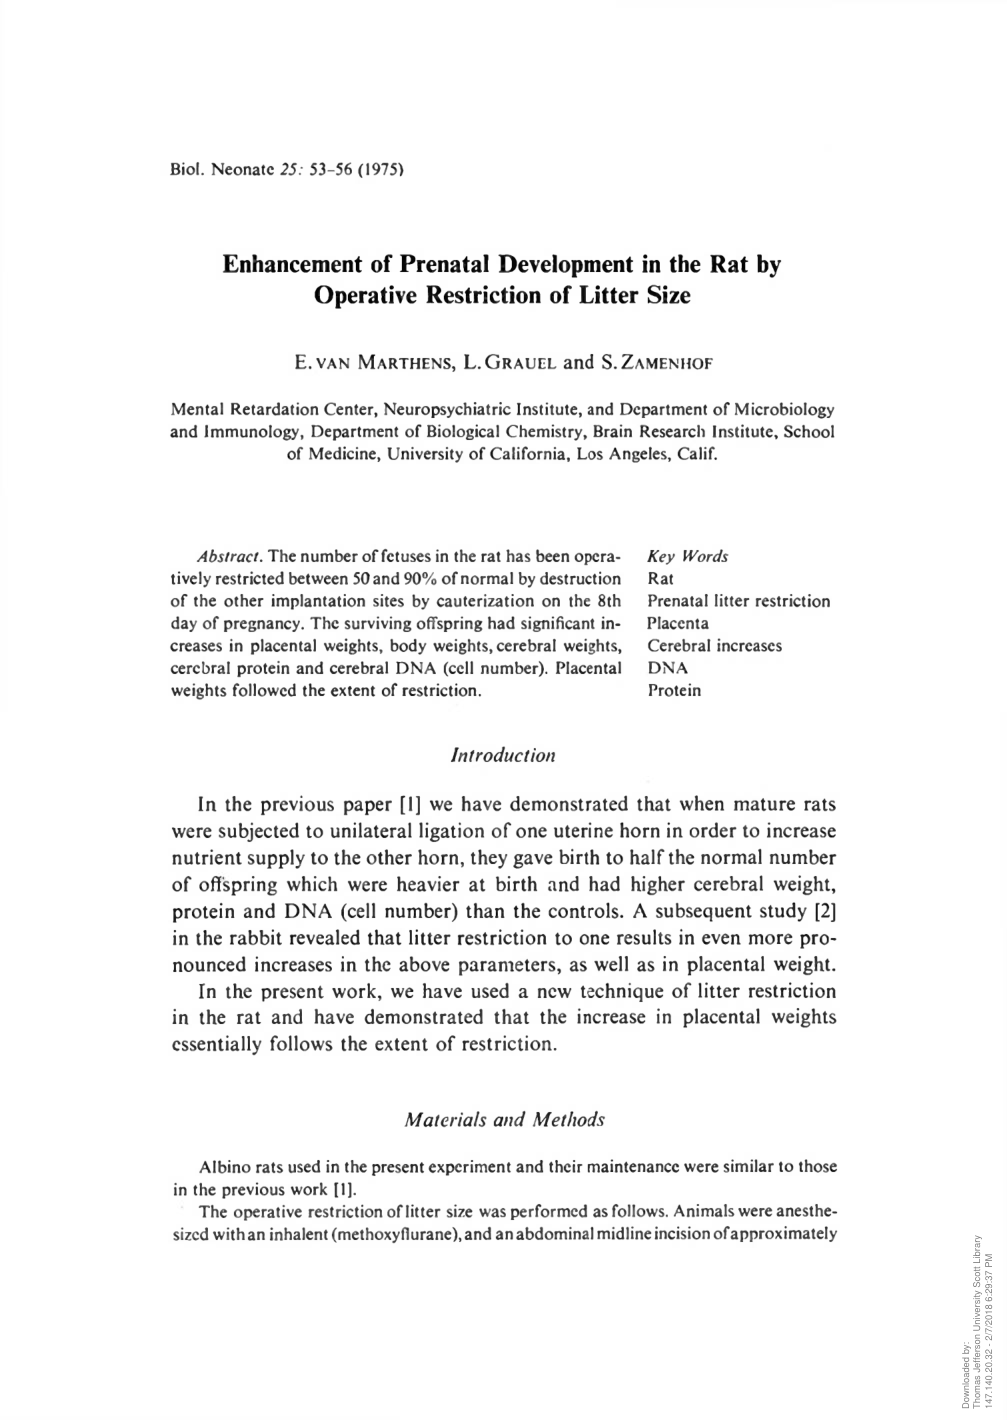 Biol. Neonate 25: 53–56 (1975)
Enhancement of Prenatal Development in the Rat by
Operative Restriction of Litter Size
E. van Marthens, L. Grauel and S. Zamenhof
Mental Retardation Center, Neuropsychiatric Institute, and Department of Microbiology
and Immunology, Department of Biological Chemistry, Brain Research Institute, School
of Medicine, University of California, Los Angeles, Calif.
Abstract. The number of fetuses in the rat has been opera-
tively restricted between 50 and 90% of normal by destruction
of the other implantation sites by cauterization on the 8th
day of pregnancy. The surviving offspring had significant in-
creases in placental weights, body weights, cerebral weights,
cerebral protein and cerebral DNA (cell number). Placental
weights followed the extent of restriction.
Key Words
Rat
Prenatal litter restriction
Placenta
Cerebral increases
DNA
Protein
Introduction
In the previous paper [1] we have demonstrated that when mature rats
were subjected to unilateral ligation of one uterine horn in order to increase
nutrient supply to the other horn, they gave birth to half the normal number
of offspring which were heavier at birth and had higher cerebral weight,
protein and DNA (cell number) than the controls. A subsequent study [2]
in the rabbit revealed that litter restriction to one results in even more pro-
nounced increases in the above parameters, as well as in placental weight.
In the present work, we have used a new technique of litter restriction
in the rat and have demonstrated that the increase in placental weights
essentially follows the extent of restriction.
Materials and Methods
Albino rats used in the present experiment and their maintenance were similar to those
in the previous work [1].
The operative restriction of litter size was performed as follows. Animals were anesthe-
sized with an inhalent (methoxyflurane), and an abdominal midline incision of approximately
Downloaded by:
Thomas Jefferson University Scott Library
147.140.20.32 - 2/7/2018 6:29:37 PM